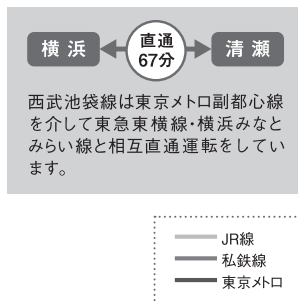 横浜 直通 67分 清瀬
西武池袋線は東京メトロ副都心線
を介して東急東横線・横浜みなと
みらい線と相互直通運転をしてい
ます。
JR線
私鉄線
東京メトロ